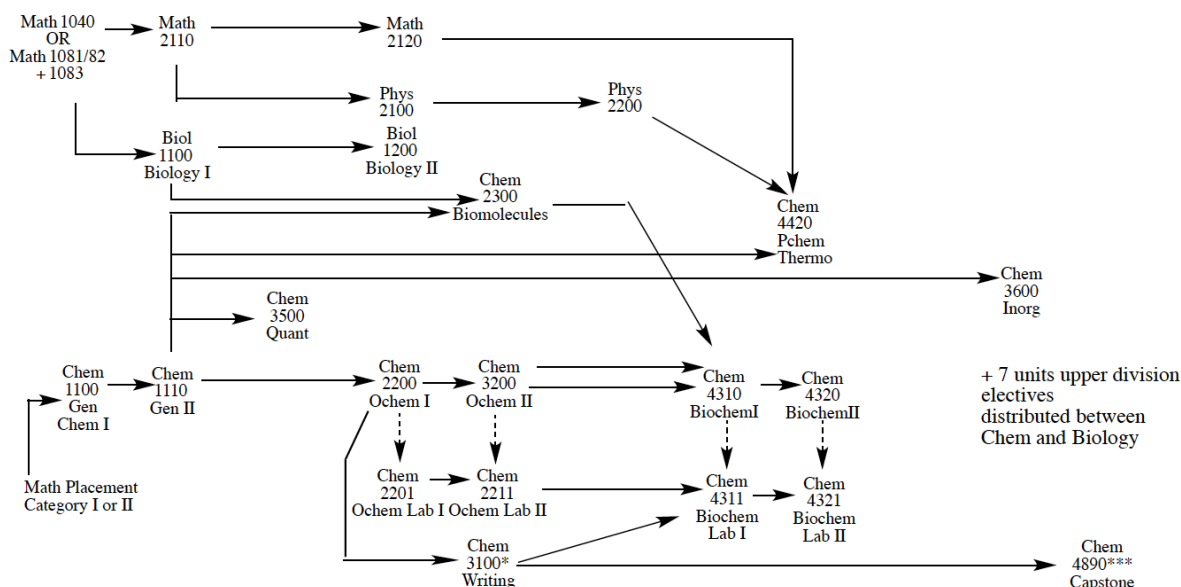 Math 1040
OR
Math 1081/82
+ 1083
Math
2110
Math
2120
Phys
2100
Phys
2200
Biol
1100
Biology I
Biol
1200
Biology II
Chem
2300
Biomolecules
Chem
4420
Pchem
Thermo
Chem
3600
Inorg
Chem
3500
Quant
Chem
1100
Gen
Chem I
Chem
1110
Gen II
Chem
2200
Ochem I
Chem
3200
Ochem II
Chem
4310
BiochemI
Chem
4320
BiochemII
+ 7 units upper division
electives
distributed between
Chem and Biology
Math Placement
Category I or II
Chem
2201
Ochem Lab I
Chem
2211
Ochem Lab II
Chem
4311
Biochem
Lab I
Chem
4321
Biochem
Lab II
Chem
3100*
Writing
Chem
4890***
Capstone